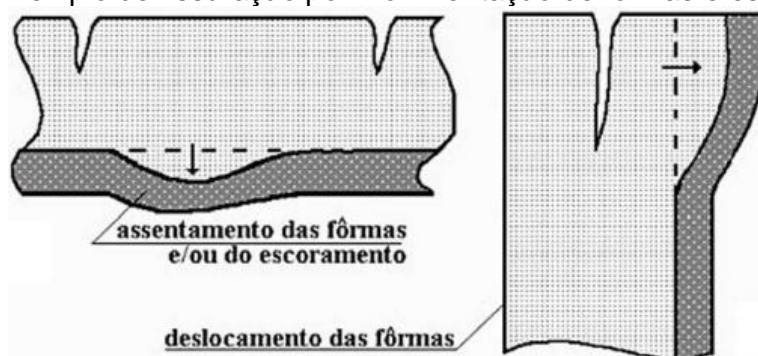 assentamento das fôrmas
e/ou do escoramento
deslocamento das fôrmas